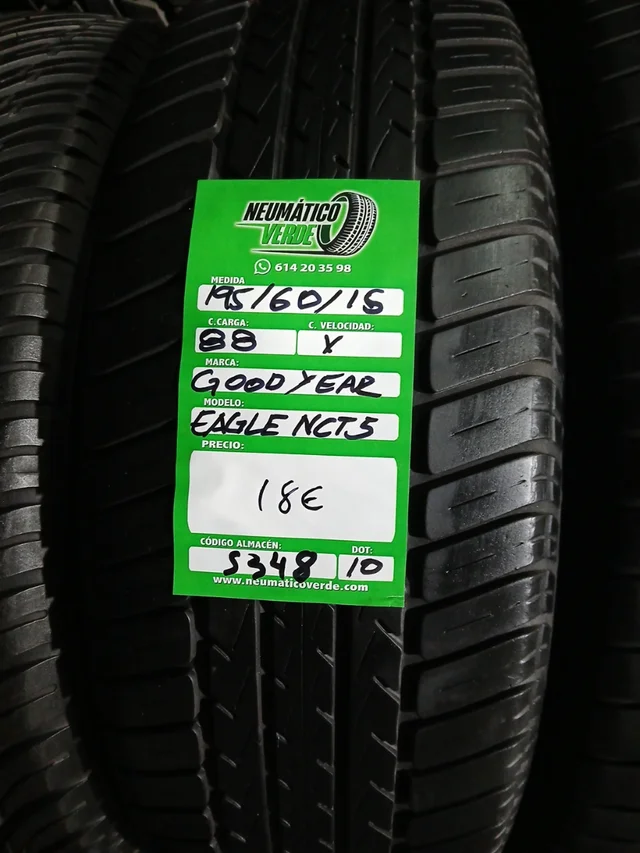 NEUMÁTICO
VERDE
614 20 35 98
MEDIDA
195/60/15
C.CARGA: C. VELOCIDAD:
88 V
MARCA:
GOODYEAR
MODELO:
EAGLE NCT5
PRECIO:
18€
CÓDIGO ALMACÉN: DOT:
S348 10
www.neumaticoverde.com